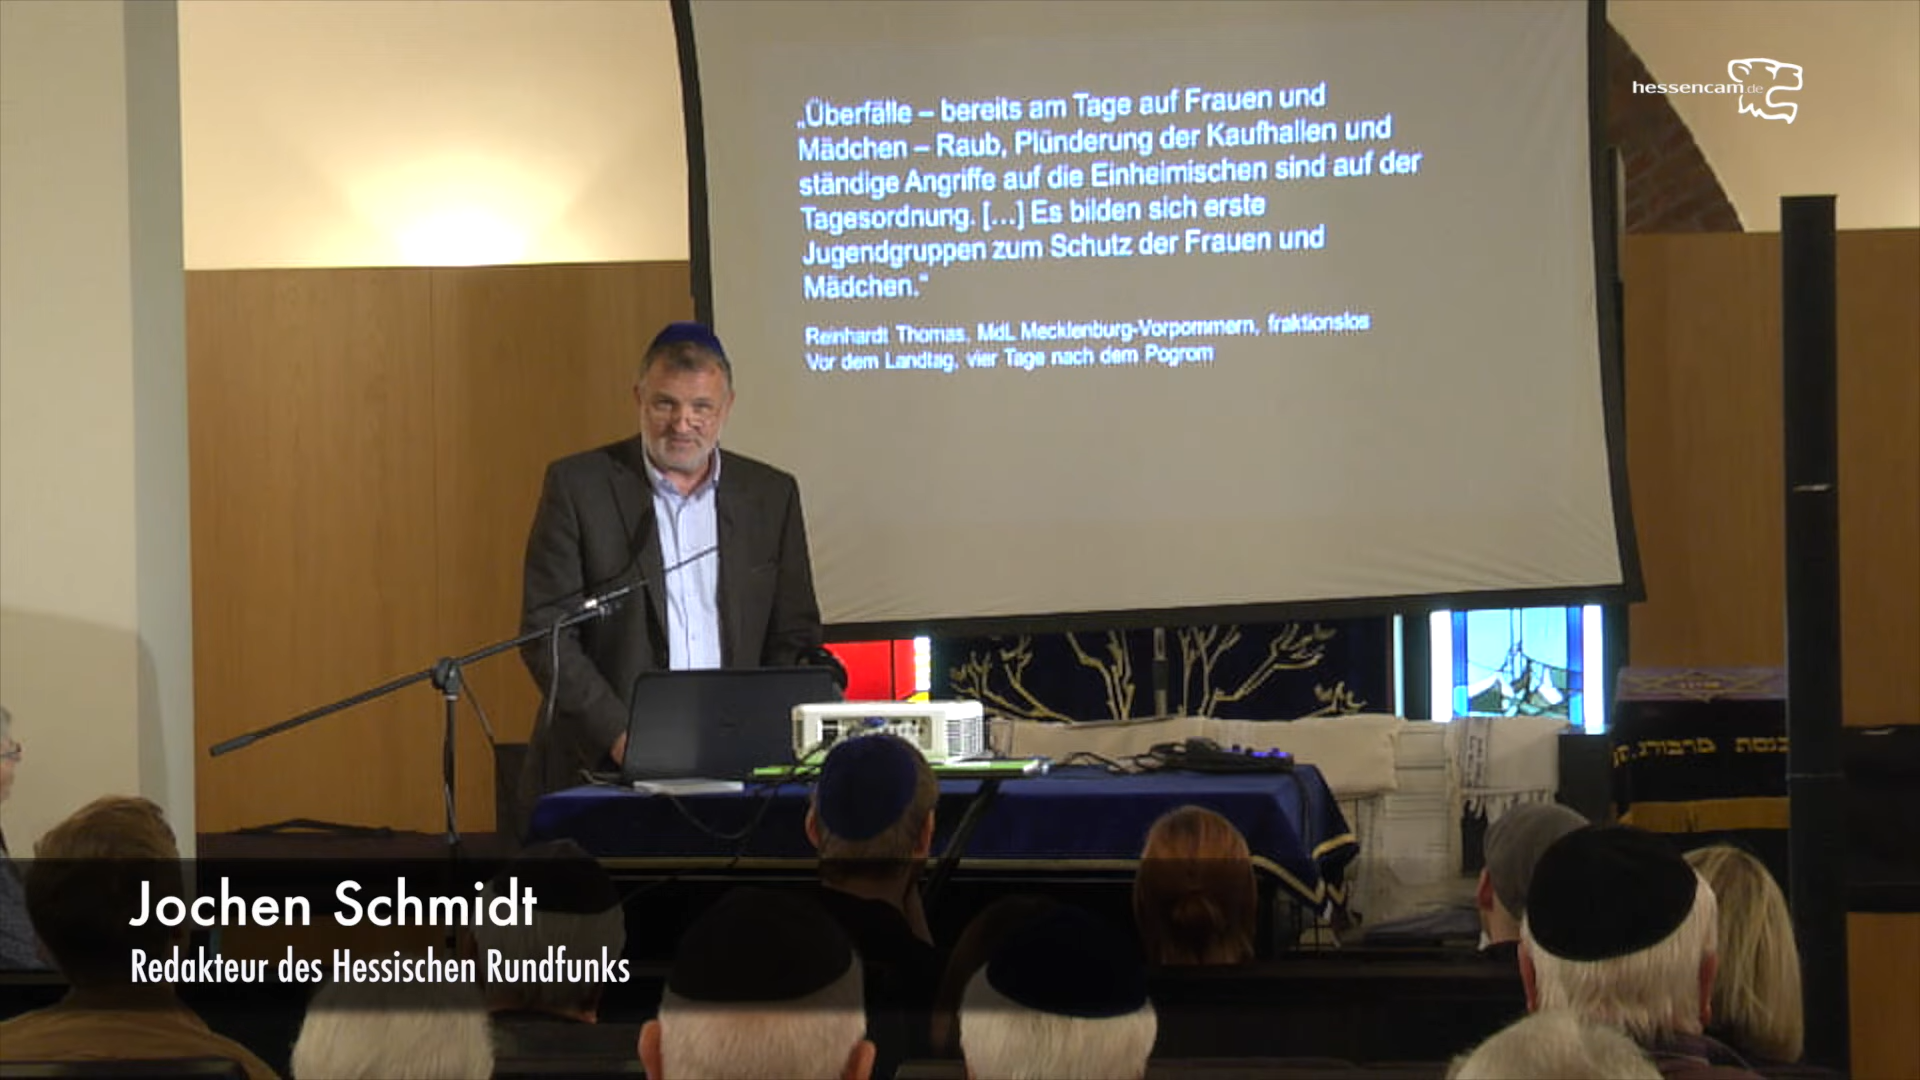 hessencam.de
„Überfälle – bereits am Tage auf Frauen und
Mädchen – Raub, Plünderung der Kaufhallen und
ständige Angriffe auf die Einheimischen sind auf der
Tagesordnung. [...] Es bilden sich erste
Jugendgruppen zum Schutz der Frauen und
Mädchen.“
Reinhardt Thomas, MdL Mecklenburg-Vorpommern, fraktionslos
Vor dem Landtag, vier Tage nach dem Pogrom
Jochen Schmidt
Redakteur des Hessischen Rundfunks